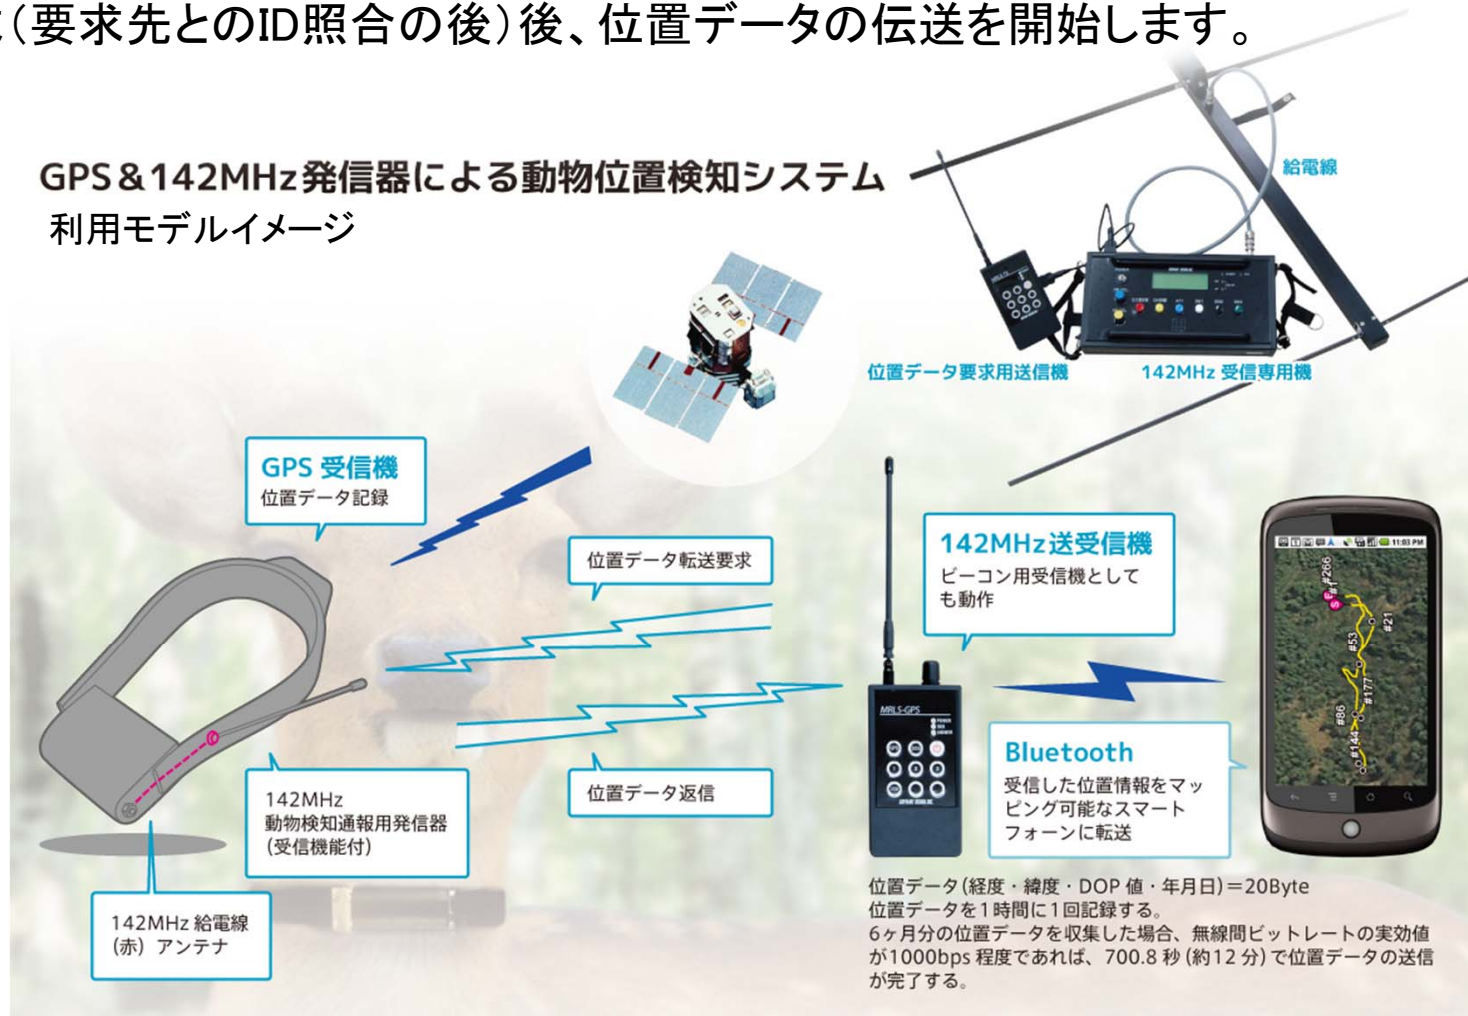 (要求先とのID照合の後)後、位置データの伝送を開始します。
GPS&142MHz発信器による動物位置検知システム
利用モデルイメージ
給電線
位置データ要求用送信機
142MHz 受信専用機
GPS 受信機
位置データ記録
位置データ転送要求
142MHz送受信機
ビーコン用受信機として
も動作
11:03 PM
#266
#1
#21
#53
#177
#86
#144
MRLS-GPS
POWER
Bluetooth
受信した位置情報をマッ
ピング可能なスマート
フォーンに転送
位置データ返信
142MHz
動物検知通報用発信器
(受信機能付)
142MHz 給電線
(赤) アンテナ
位置データ(経度・緯度・DOP 値・年月日)=20Byte
位置データを1時間に1回記録する。
6ヶ月分の位置データを収集した場合、無線間ビットレートの実効値
が1000bps 程度であれば、700.8 秒 (約12 分) で位置データの送信
が完了する。